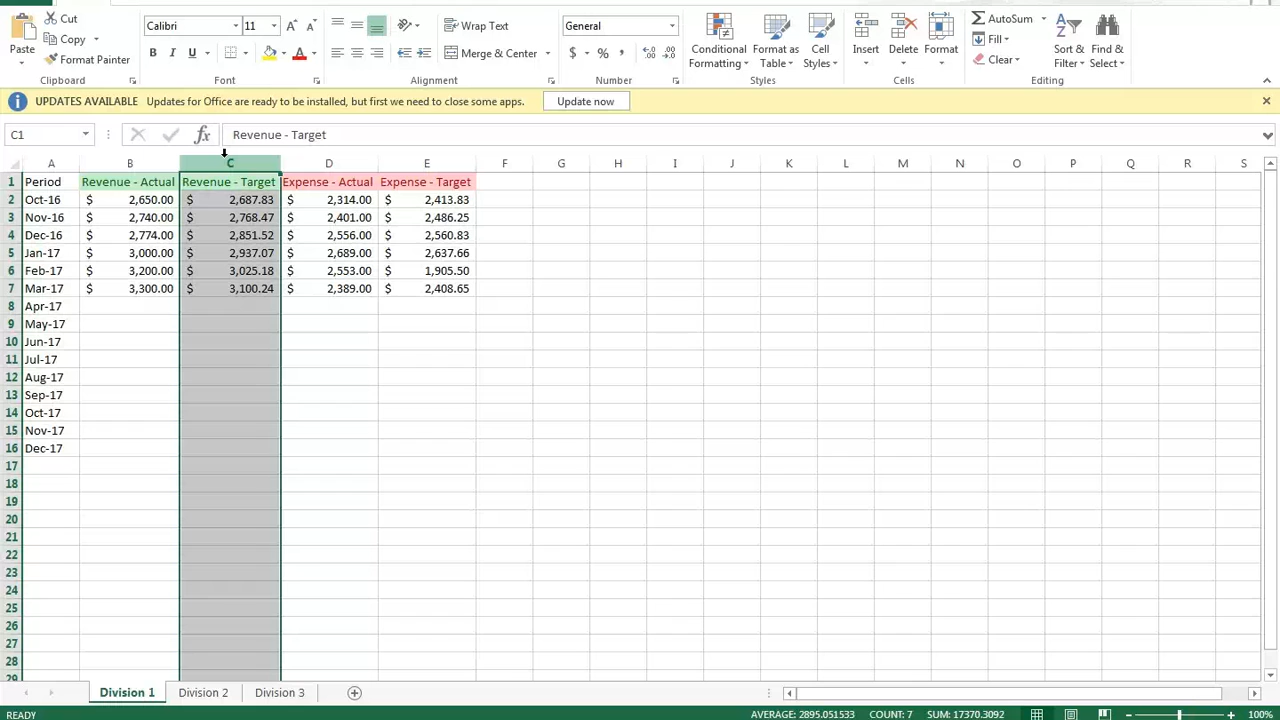 Cut
Copy
Format Painter
Paste
Clipboard
Calibri 11 A A
B I U A
Font
Wrap Text
Merge & Center
Alignment
General
$ % ,
Number
Conditional Formatting
Format as Table
Cell Styles
Styles
Insert
Delete
Format
Cells
AutoSum
Fill
Clear
Sort & Filter
Find & Select
Editing
UPDATES AVAILABLE Updates for Office are ready to be installed, but first we need to close some apps. Update now
C1 fx Revenue - Target
A B C D E F G H I J K L M N O P Q R S
1 Period Revenue - Actual Revenue - Target Expense - Actual Expense - Target
2 Oct-16 $ 2,650.00 $ 2,687.83 $ 2,314.00 $ 2,413.83
3 Nov-16 $ 2,740.00 $ 2,768.47 $ 2,401.00 $ 2,486.25
4 Dec-16 $ 2,774.00 $ 2,851.52 $ 2,556.00 $ 2,560.83
5 Jan-17 $ 3,000.00 $ 2,937.07 $ 2,689.00 $ 2,637.66
6 Feb-17 $ 3,200.00 $ 3,025.18 $ 2,553.00 $ 1,905.50
7 Mar-17 $ 3,300.00 $ 3,100.24 $ 2,389.00 $ 2,408.65
8 Apr-17
9 May-17
10 Jun-17
11 Jul-17
12 Aug-17
13 Sep-17
14 Oct-17
15 Nov-17
16 Dec-17
17
18
19
20
21
22
23
24
25
26
27
28
29
Division 1 Division 2 Division 3
READY AVERAGE: 2895.051533 COUNT: 7 SUM: 17370.3092 100%